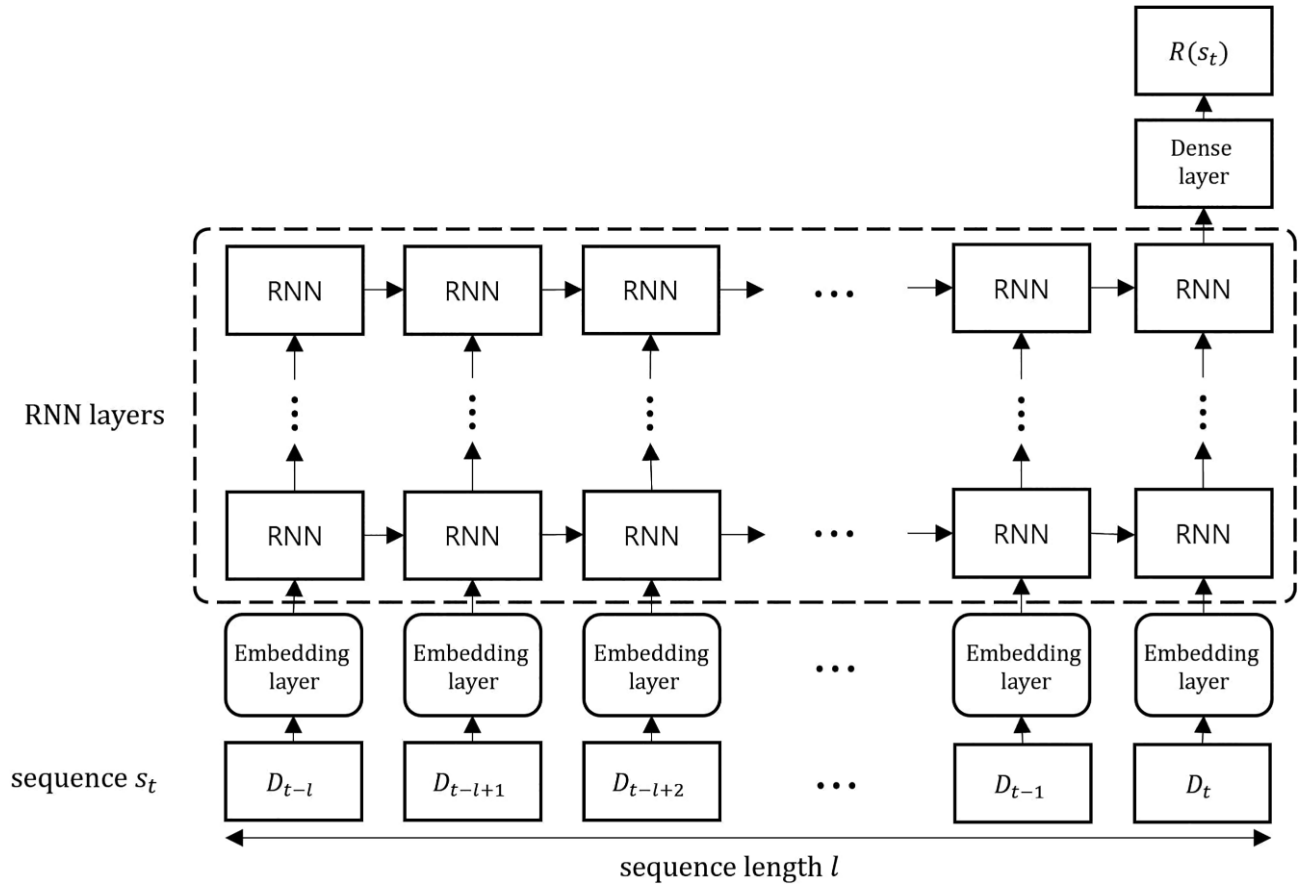 R(s_t)
Dense
layer
RNN RNN RNN ... RNN RNN
RNN layers
RNN RNN RNN ... RNN RNN
Embedding layer Embedding layer Embedding layer ... Embedding layer Embedding layer
sequence s_t D_{t-l} D_{t-l+1} D_{t-l+2} ... D_{t-1} D_t
sequence length l